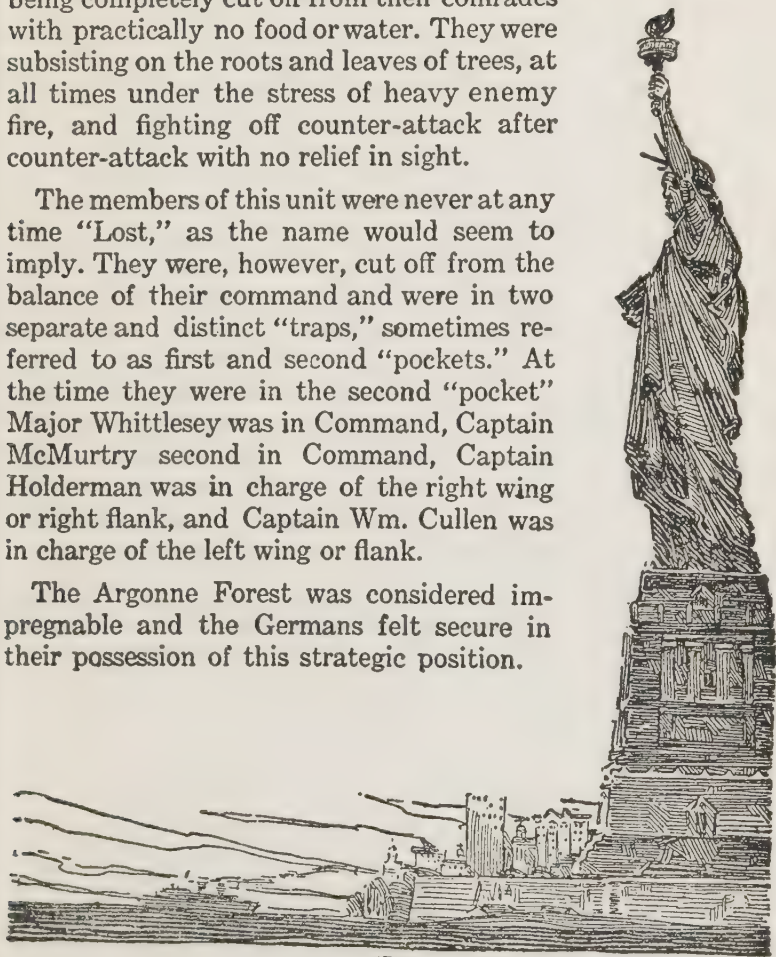 being completely cut off from their comrades
with practically no food or water. They were
subsisting on the roots and leaves of trees, at
all times under the stress of heavy enemy
fire, and fighting off counter-attack after
counter-attack with no relief in sight.
The members of this unit were never at any
time “Lost,” as the name would seem to
imply. They were, however, cut off from the
balance of their command and were in two
separate and distinct “traps,” sometimes re-
ferred to as first and second “pockets.” At
the time they were in the second “pocket”
Major Whittlesey was in Command, Captain
McMurtry second in Command, Captain
Holderman was in charge of the right wing
or right flank, and Captain Wm. Cullen was
in charge of the left wing or flank.
The Argonne Forest was considered im-
pregnable and the Germans felt secure in
their possession of this strategic position.